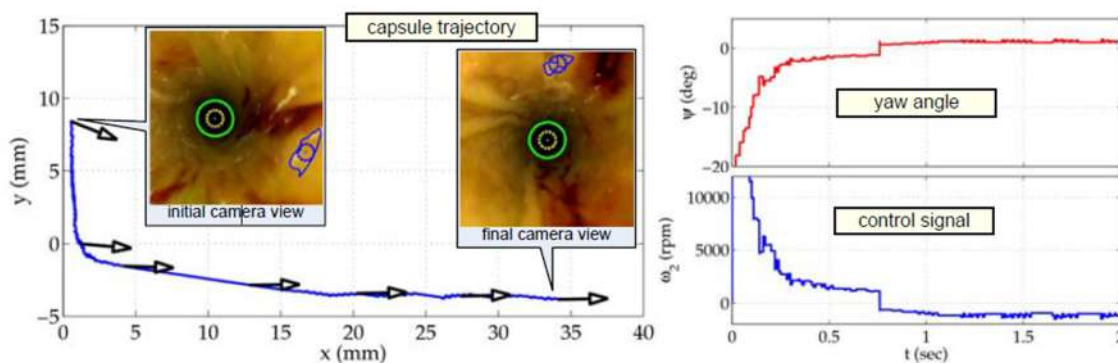 capsule trajectory
initial camera view
final camera view
y (mm)
15
10
5
0
−5
0 5 10 15 20 25 30 35 40
x (mm)
ψ (deg)
0
−10
−20
yaw angle
ω2 (rpm)
10000
5000
0
control signal
0 0.5 1 1.5 2
t (sec)